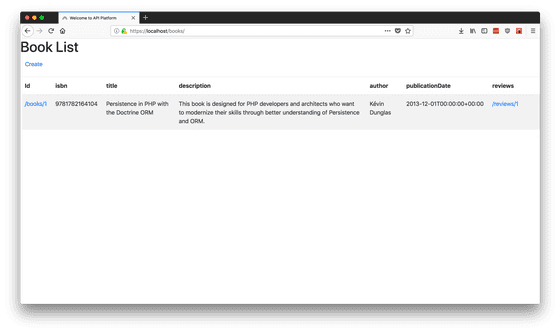 Welcome to API Platform
https://localhost/books/
Book List
Create
Id isbn title description author publicationDate reviews
/books/1 9781782164104 Persistence in PHP with This book is designed for PHP developers and architects who want Kévin 2013-12-01T00:00:00+00:00 /reviews/1
the Doctrine ORM to modernize their skills through better understanding of Persistence Dunglas
and ORM.